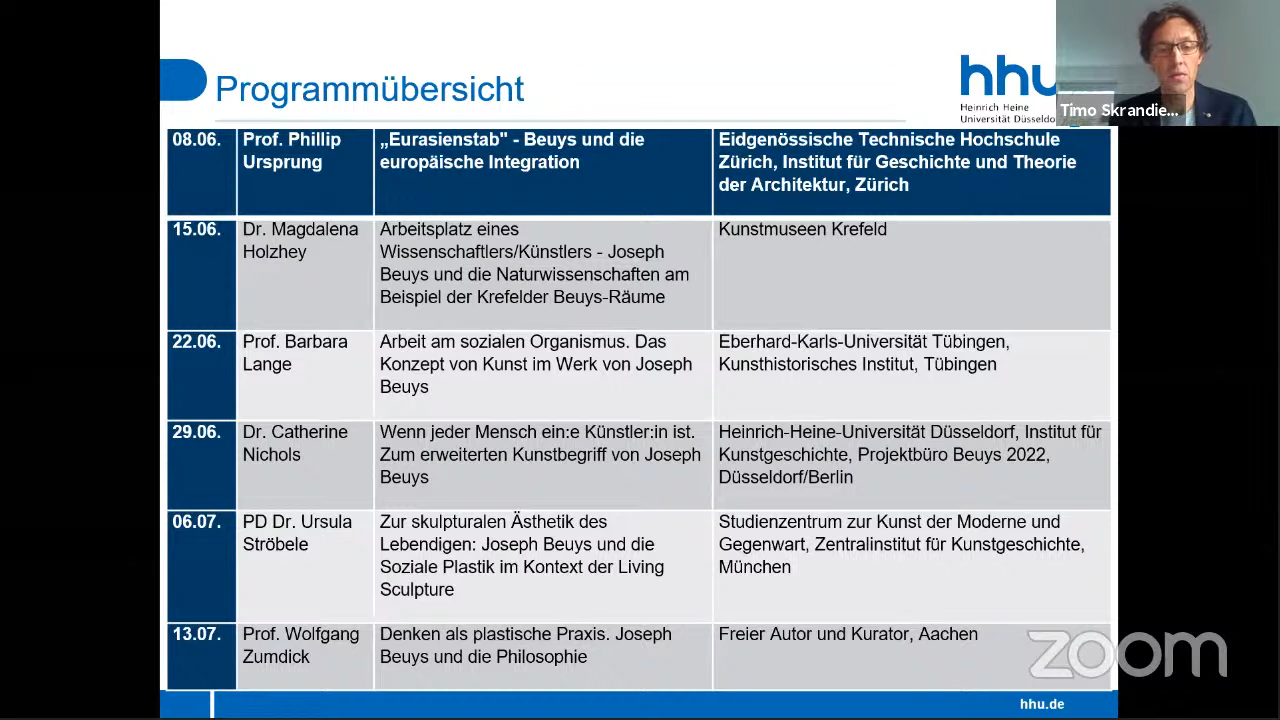 Programmübersicht
hhu
Heinrich Heine
Universität Düsseldo
Timo Skrandie...
08.06.
Prof. Phillip
Ursprung
„Eurasienstab" - Beuys und die
europäische Integration
Eidgenössische Technische Hochschule
Zürich, Institut für Geschichte und Theorie
der Architektur, Zürich
15.06.
Dr. Magdalena
Holzhey
Arbeitsplatz eines
Wissenschaftlers/Künstlers - Joseph
Beuys und die Naturwissenschaften am
Beispiel der Krefelder Beuys-Räume
Kunstmuseen Krefeld
22.06.
Prof. Barbara
Lange
Arbeit am sozialen Organismus. Das
Konzept von Kunst im Werk von Joseph
Beuys
Eberhard-Karls-Universität Tübingen,
Kunsthistorisches Institut, Tübingen
29.06.
Dr. Catherine
Nichols
Wenn jeder Mensch ein:e Künstler:in ist.
Zum erweiterten Kunstbegriff von Joseph
Beuys
Heinrich-Heine-Universität Düsseldorf, Institut für
Kunstgeschichte, Projektbüro Beuys 2022,
Düsseldorf/Berlin
06.07.
PD Dr. Ursula
Ströbele
Zur skulpturalen Ästhetik des
Lebendigen: Joseph Beuys und die
Soziale Plastik im Kontext der Living
Sculpture
Studienzentrum zur Kunst der Moderne und
Gegenwart, Zentralinstitut für Kunstgeschichte,
München
13.07.
Prof. Wolfgang
Zumdick
Denken als plastische Praxis. Joseph
Beuys und die Philosophie
Freier Autor und Kurator, Aachen
zoom
hhu.de